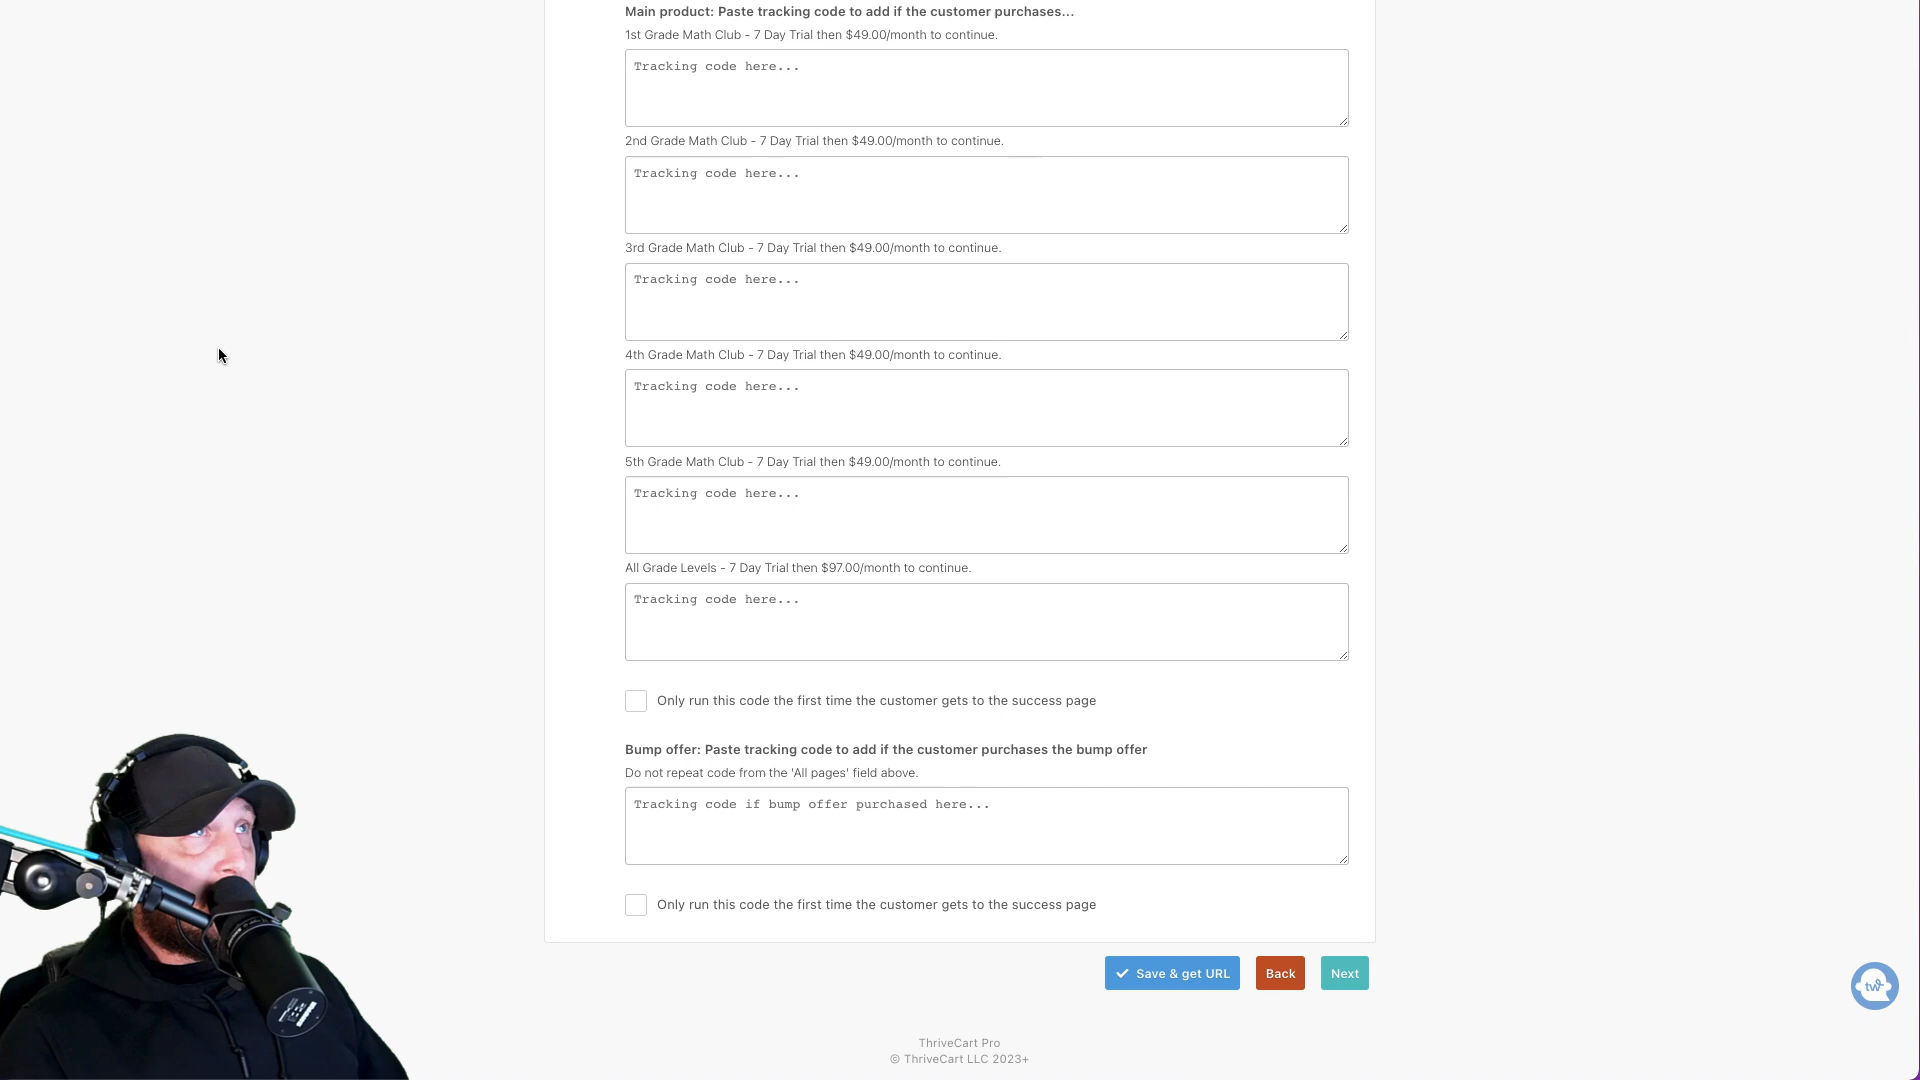 Main product: Paste tracking code to add if the customer purchases...
1st Grade Math Club - 7 Day Trial then $49.00/month to continue.
Tracking code here...
2nd Grade Math Club - 7 Day Trial then $49.00/month to continue.
Tracking code here...
3rd Grade Math Club - 7 Day Trial then $49.00/month to continue.
Tracking code here...
4th Grade Math Club - 7 Day Trial then $49.00/month to continue.
Tracking code here...
5th Grade Math Club - 7 Day Trial then $49.00/month to continue.
Tracking code here...
All Grade Levels - 7 Day Trial then $97.00/month to continue.
Tracking code here...
Only run this code the first time the customer gets to the success page
Bump offer: Paste tracking code to add if the customer purchases the bump offer
Do not repeat code from the 'All pages' field above.
Tracking code if bump offer purchased here...
Only run this code the first time the customer gets to the success page
Save & get URL
Back
Next
tw
ThriveCart Pro
© ThriveCart LLC 2023+